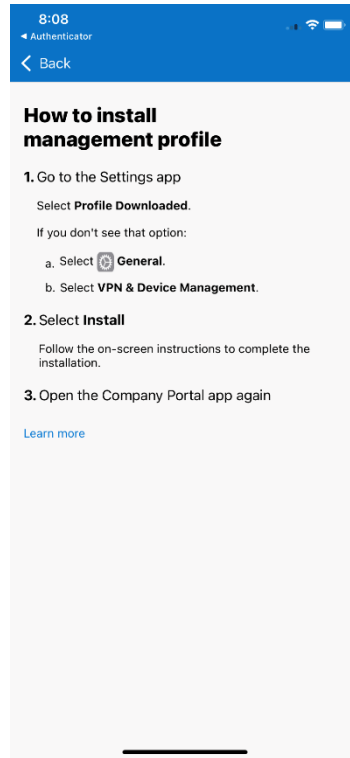 8:08
◀ Authenticator
Back
How to install
management profile
1. Go to the Settings app
Select Profile Downloaded.
If you don't see that option:
a. Select General.
b. Select VPN & Device Management.
2. Select Install
Follow the on-screen instructions to complete the
installation.
3. Open the Company Portal app again
Learn more